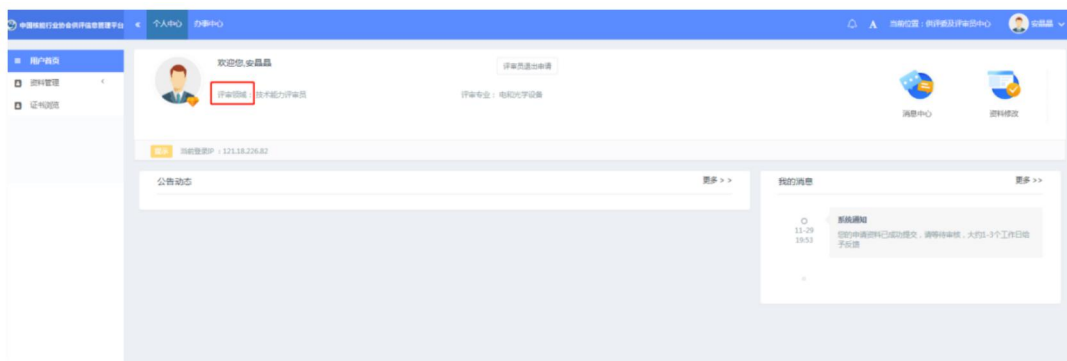 中国核能行业协会供评信息管理平台
个人中心 办事中心
A 当前位置：供评板及评审员中心 安晶晶
用户首页
资料管理
证书浏览
欢迎您,安晶晶
评审员退出申请
评审领域：技术能力评审员
评审专业：电和光学设备
消息中心
资料修改
当前登录IP ：121.18.226.82
公告动态
更多 > >
我的消息
更多 >>
11-29
19:53
系统通知
您的申请资料已成功提交，请等待审核，大约1-3个工作日给
予反馈